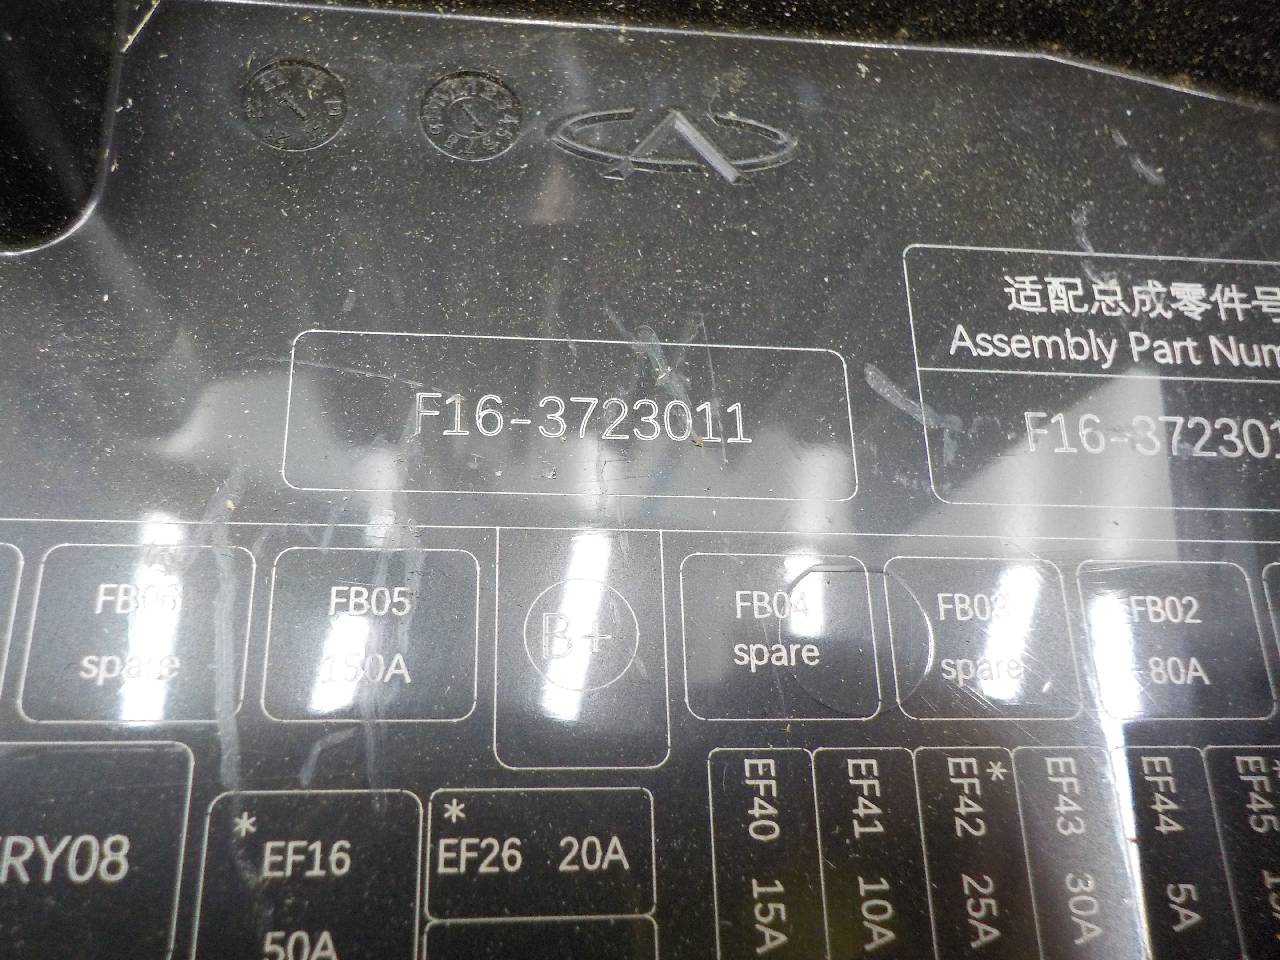 适配总成零件号
Assembly Part Num
F16-3723011
F16-372301
FB06
spare
FB05
150A
B+
FB04
spare
FB03
spare
FB02
80A
RY08
*
EF16
50A
*
EF26 20A
EF40 15A
EF41 10A
EF42 25A
*
EF43 30A
EF44 5A
EF45